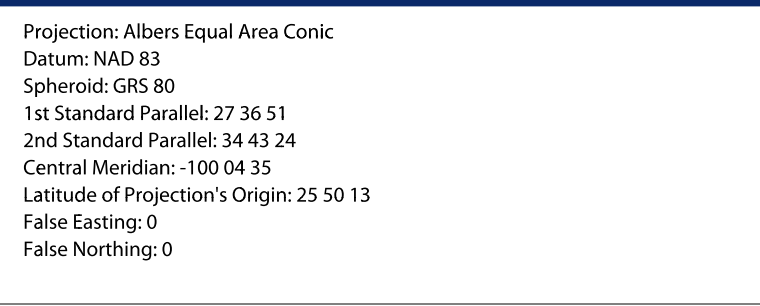 Projection: Albers Equal Area Conic
Datum: NAD 83
Spheroid: GRS 80
1st Standard Parallel: 27 36 51
2nd Standard Parallel: 34 43 24
Central Meridian: -100 04 35
Latitude of Projection's Origin: 25 50 13
False Easting: 0
False Northing: 0